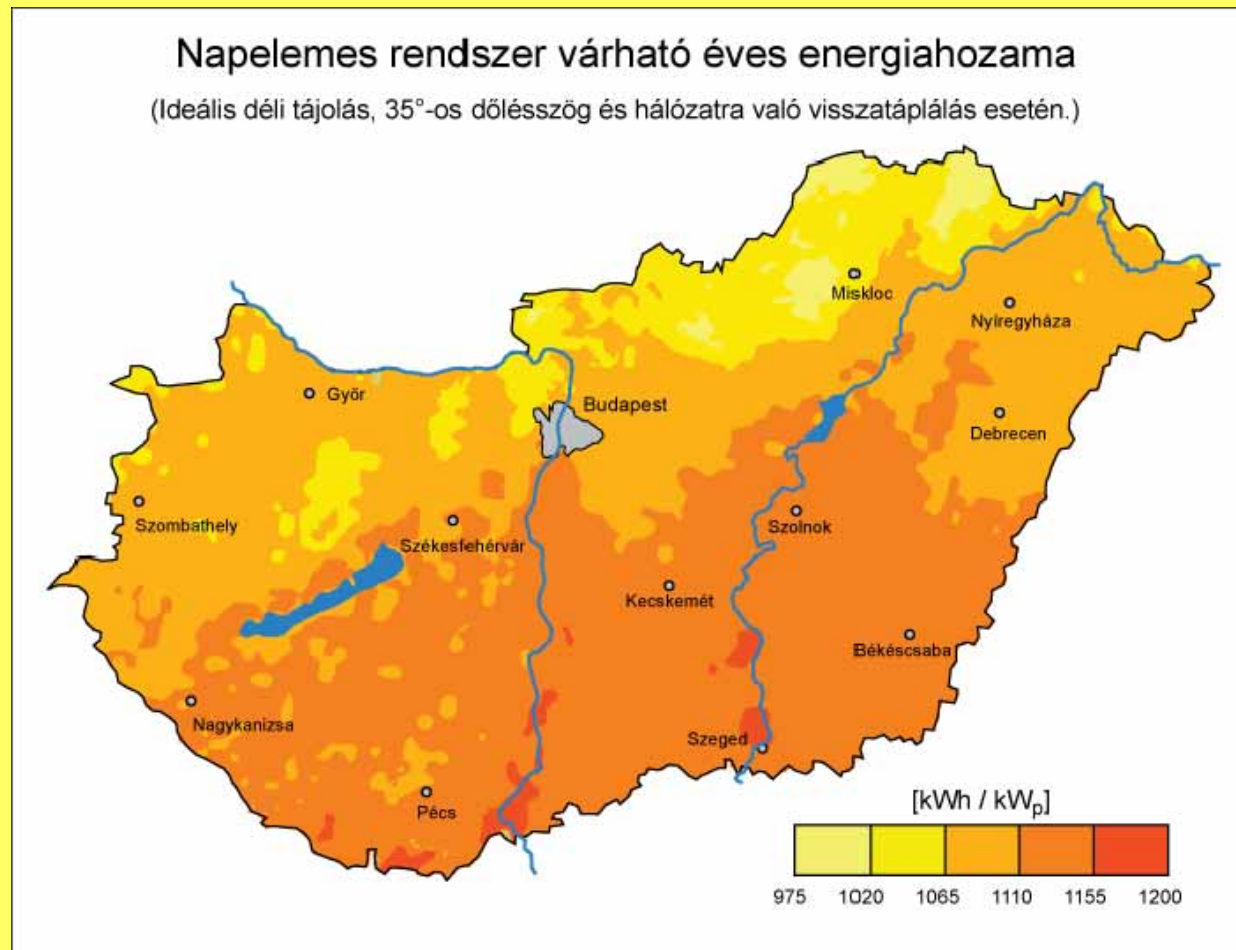 Napelemes rendszer várható éves energiahozama
(Ideális déli tájolás, 35°-os dőlésszög és hálózatra való visszatáplálás esetén.)
Miskloc
Nyíregyháza
Győr
Budapest
Debrecen
Szombathely
Székesfehérvár
Szolnok
Kecskemét
Békéscsaba
Nagykanizsa
Szeged
Pécs
[kWh / kWp]
975 1020 1065 1110 1155 1200